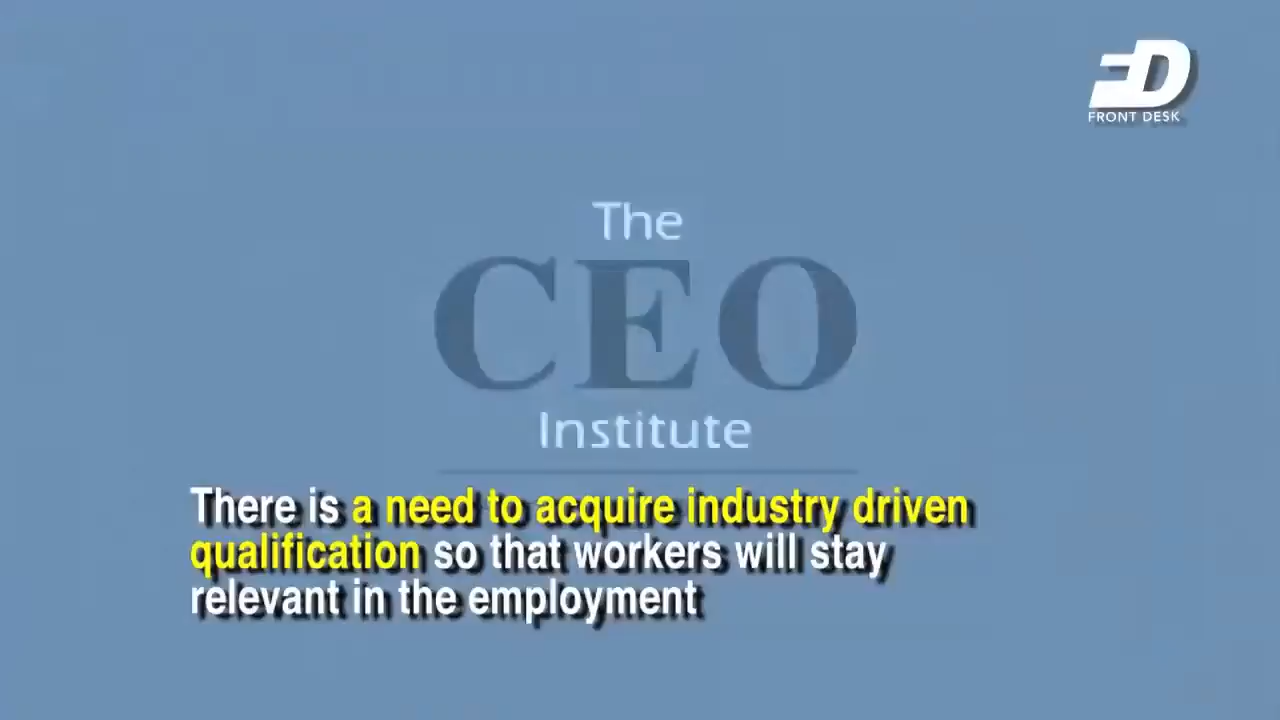 FRONT DESK
The
CEO
Institute
There is a need to acquire industry driven
qualification so that workers will stay
relevant in the employment